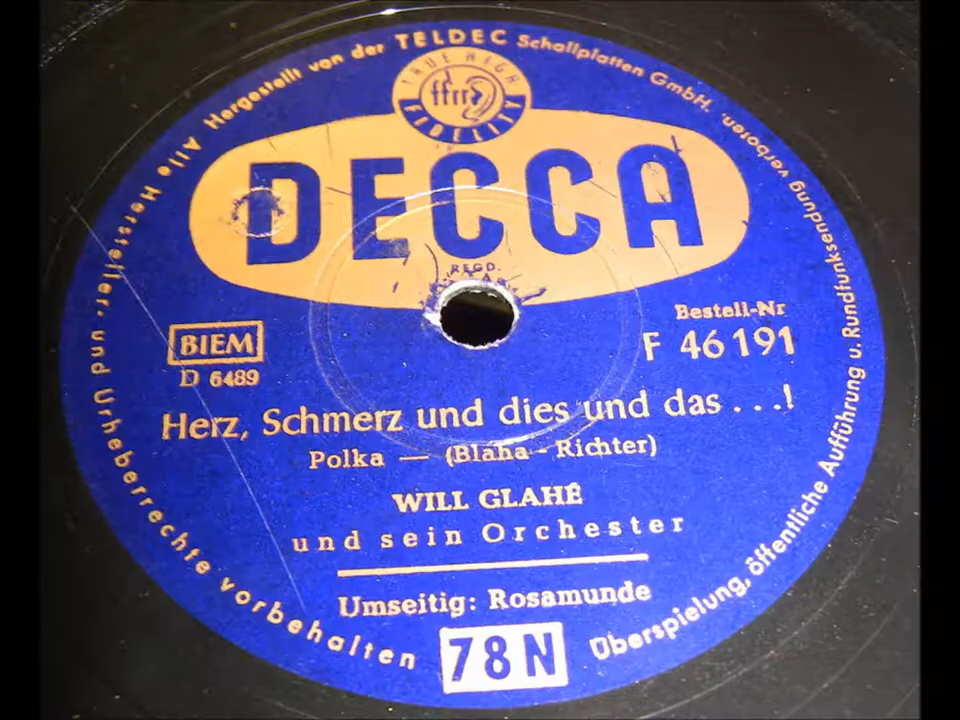 Alle Hersteller- und Urheberrechte vorbehalten
Hergestellt von der TELDEC Schallplatten GmbH.
Überspielung, öffentliche Aufführung u. Rundfunksendung verboten.
TRUE HIGH
ffrr
FIDELITY
DECCA
REGD.
Bestell-Nr
F 46191
BIEM
D 6489
Herz, Schmerz und dies und das . . .!
Polka — (Blaha - Richter)
WILL GLAHÉ
und sein Orchester
Umseitig: Rosamunde
78 N